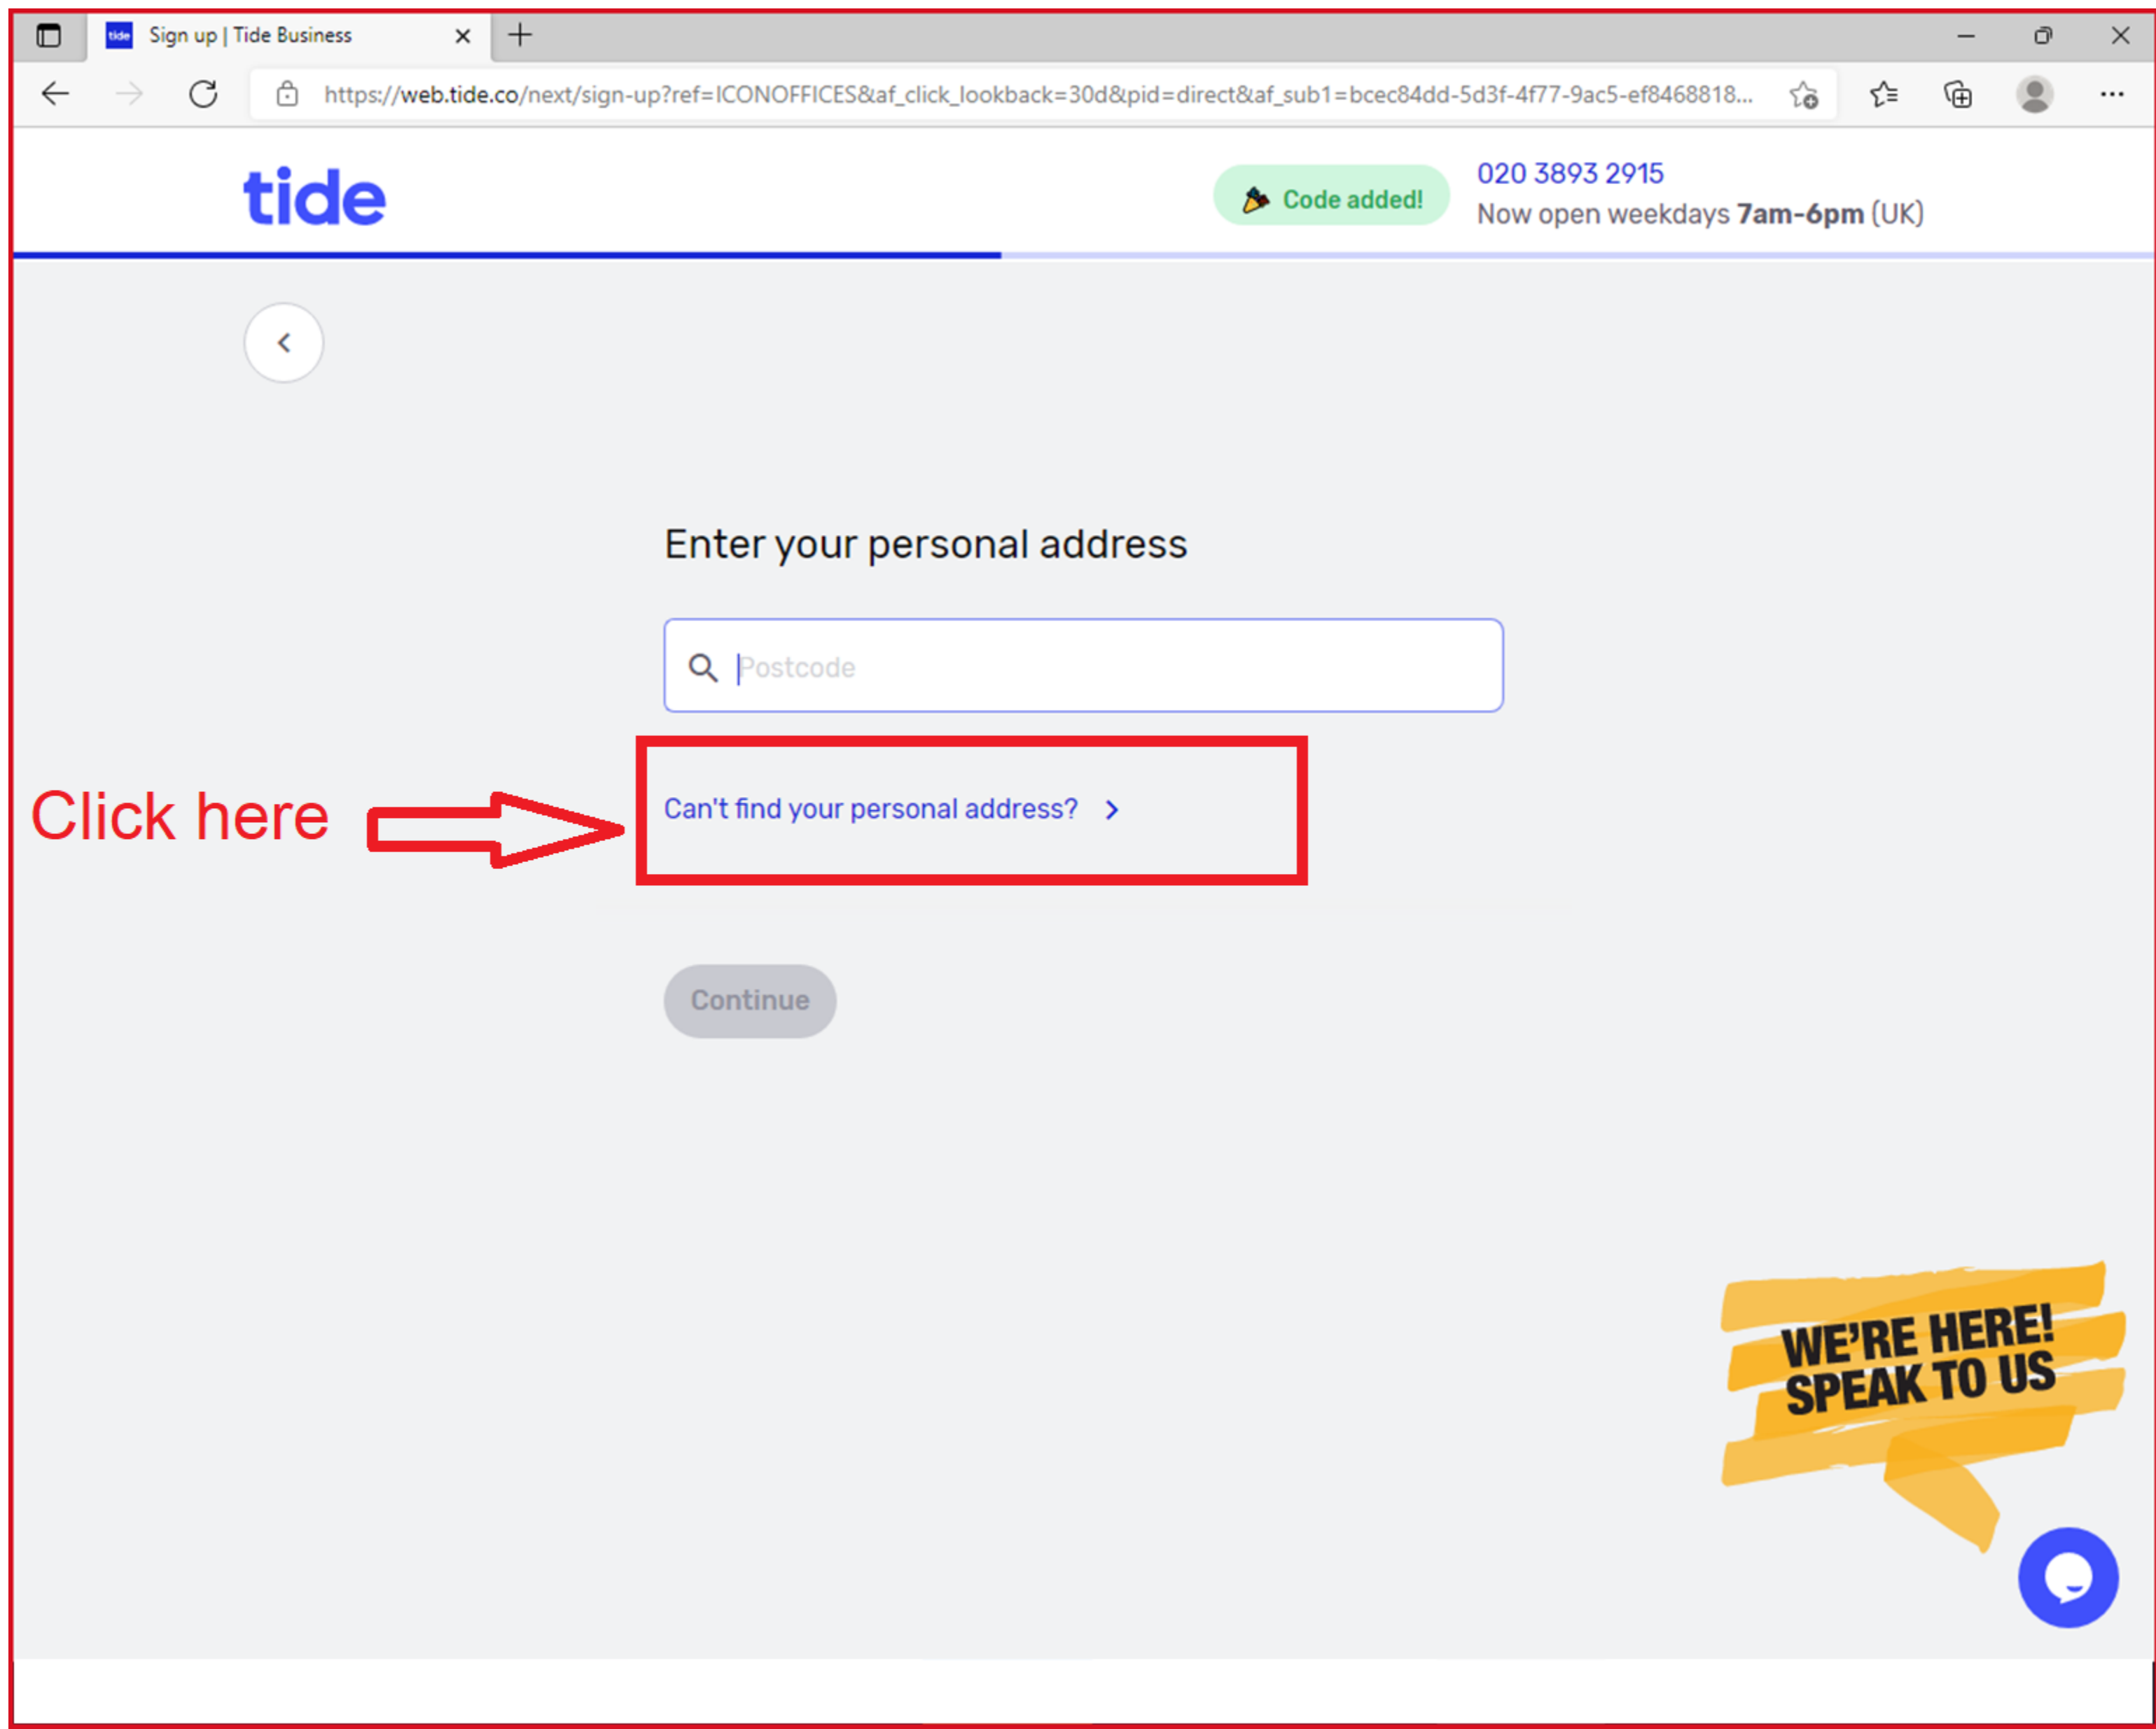 tide Sign up | Tide Business
https://web.tide.co/next/sign-up?ref=ICONOFFICES&af_click_lookback=30d&pid=direct&af_sub1=bcec84dd-5d3f-4f77-9ac5-ef8468818...
tide
Code added!
020 3893 2915
Now open weekdays 7am-6pm (UK)
Enter your personal address
Postcode
Click here
Can't find your personal address?
Continue
WE'RE HERE!
SPEAK TO US